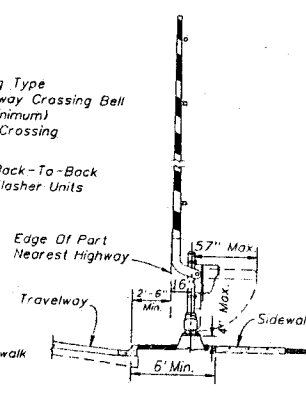 g Type
way Crossing Bell
nimum)
Crossing
Back-To-Back
lasher Units
Edge Of Part
Nearest Highway
57" Max.
16
2'-6"
Min.
4" Max.
Travelway
Sidewal
walk
6' Min.